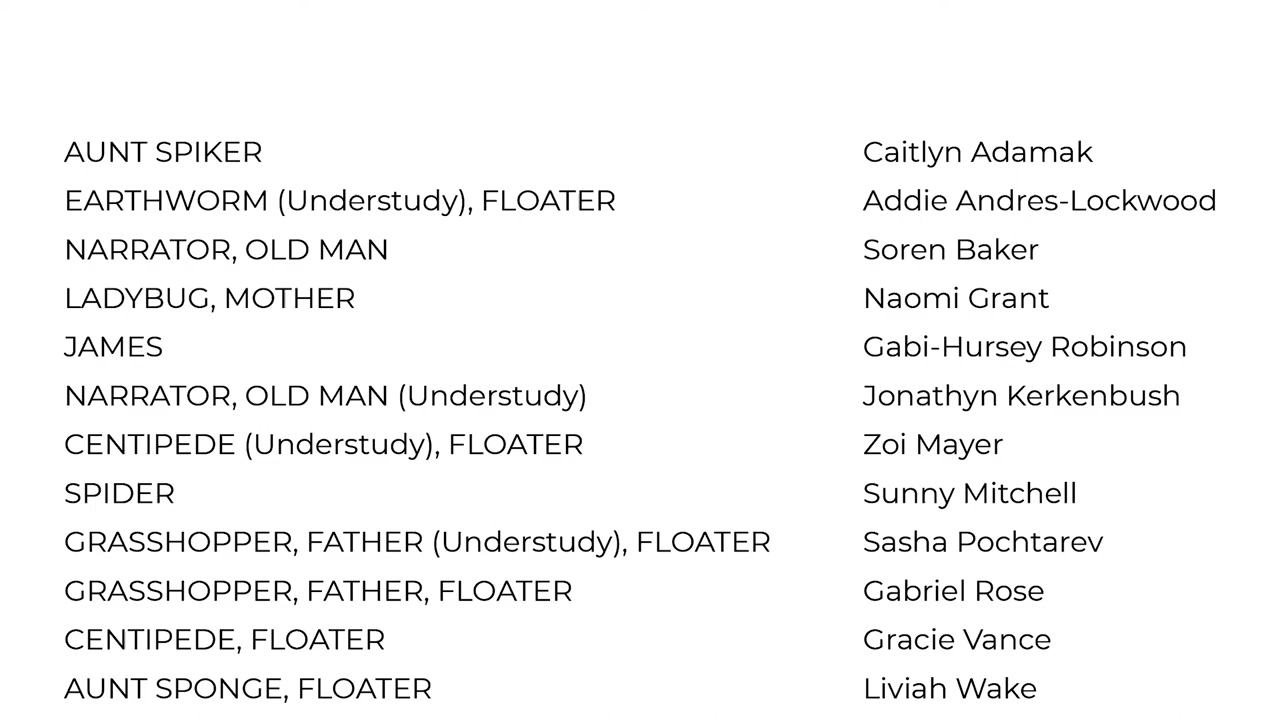 AUNT SPIKER Caitlyn Adamak
EARTHWORM (Understudy), FLOATER Addie Andres-Lockwood
NARRATOR, OLD MAN Soren Baker
LADYBUG, MOTHER Naomi Grant
JAMES Gabi-Hursey Robinson
NARRATOR, OLD MAN (Understudy) Jonathyn Kerkenbush
CENTIPEDE (Understudy), FLOATER Zoi Mayer
SPIDER Sunny Mitchell
GRASSHOPPER, FATHER (Understudy), FLOATER Sasha Pochtarev
GRASSHOPPER, FATHER, FLOATER Gabriel Rose
CENTIPEDE, FLOATER Gracie Vance
AUNT SPONGE, FLOATER Liviah Wake